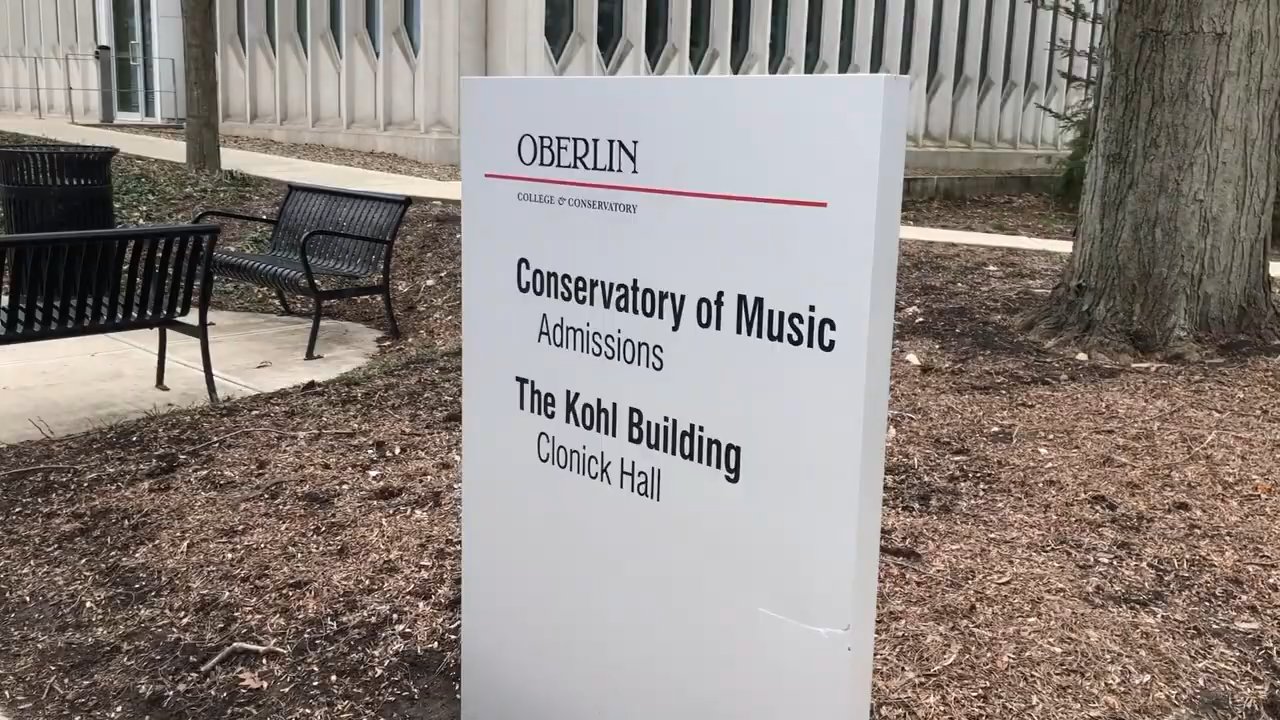 OBERLIN
COLLEGE & CONSERVATORY
Conservatory of Music
Admissions
The Kohl Building
Clonick Hall